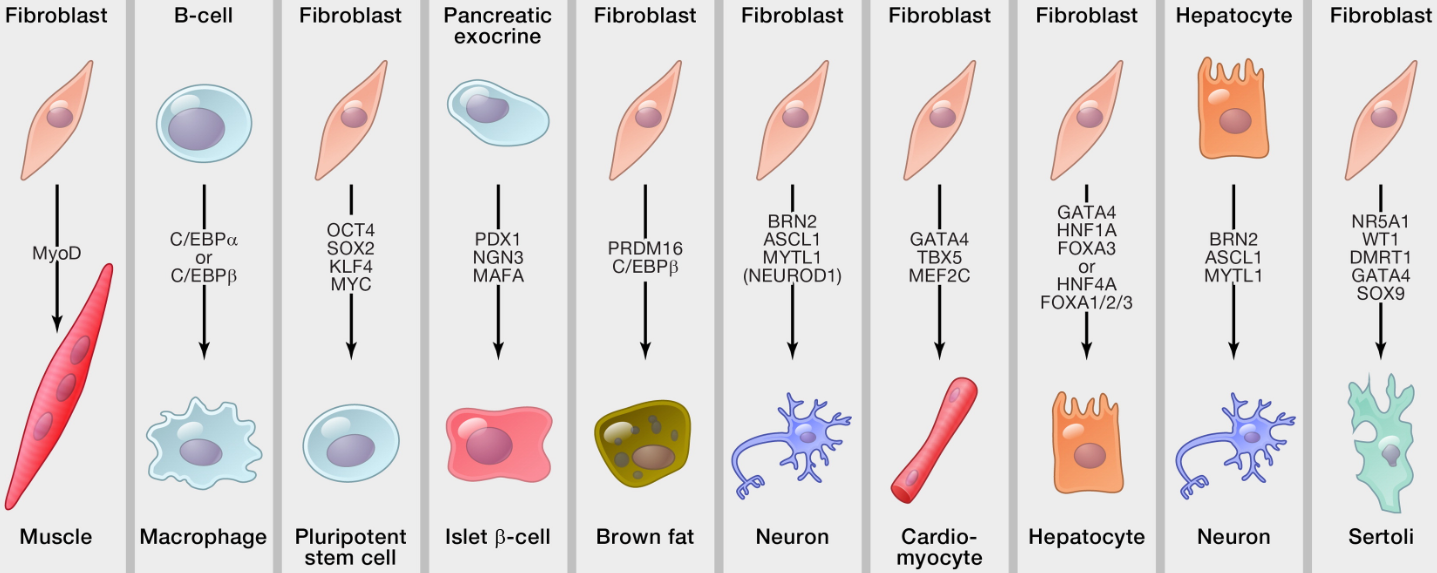 Fibroblast
MyoD
Muscle
B-cell
C/EBPα
or
C/EBPβ
Macrophage
Fibroblast
OCT4
SOX2
KLF4
MYC
Pluripotent
stem cell
Pancreatic
exocrine
PDX1
NGN3
MAFA
Islet β-cell
Fibroblast
PRDM16
C/EBPβ
Brown fat
Fibroblast
BRN2
ASCL1
MYTL1
(NEUROD1)
Neuron
Fibroblast
GATA4
TBX5
MEF2C
Cardio-
myocyte
Fibroblast
GATA4
HNF1A
FOXA3
or
HNF4A
FOXA1/2/3
Hepatocyte
Hepatocyte
BRN2
ASCL1
MYTL1
Neuron
Fibroblast
NR5A1
WT1
DMRT1
GATA4
SOX9
Sertoli